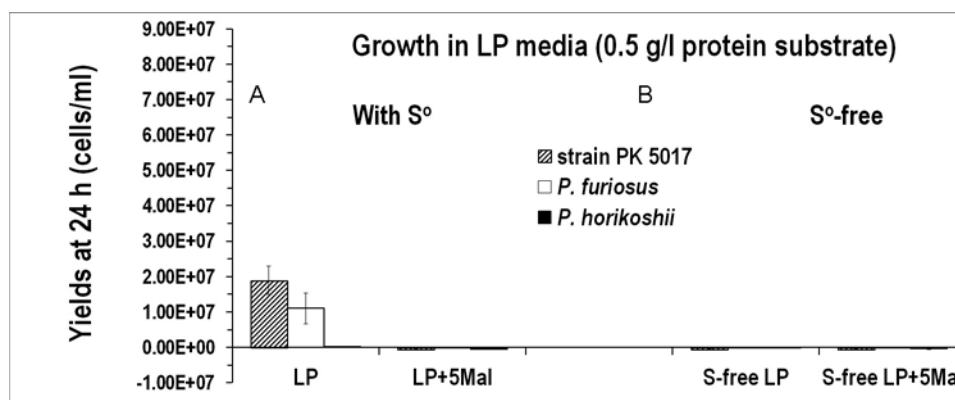 Growth in LP media (0.5 g/l protein substrate)
A
B
With Sº
Sº-free
strain PK 5017
P. furiosus
P. horikoshii
Yields at 24 h (cells/ml)
9.00E+07
8.00E+07
7.00E+07
6.00E+07
5.00E+07
4.00E+07
3.00E+07
2.00E+07
1.00E+07
0.00E+00
-1.00E+07
LP
LP+5Mal
S-free LP
S-free LP+5Ma